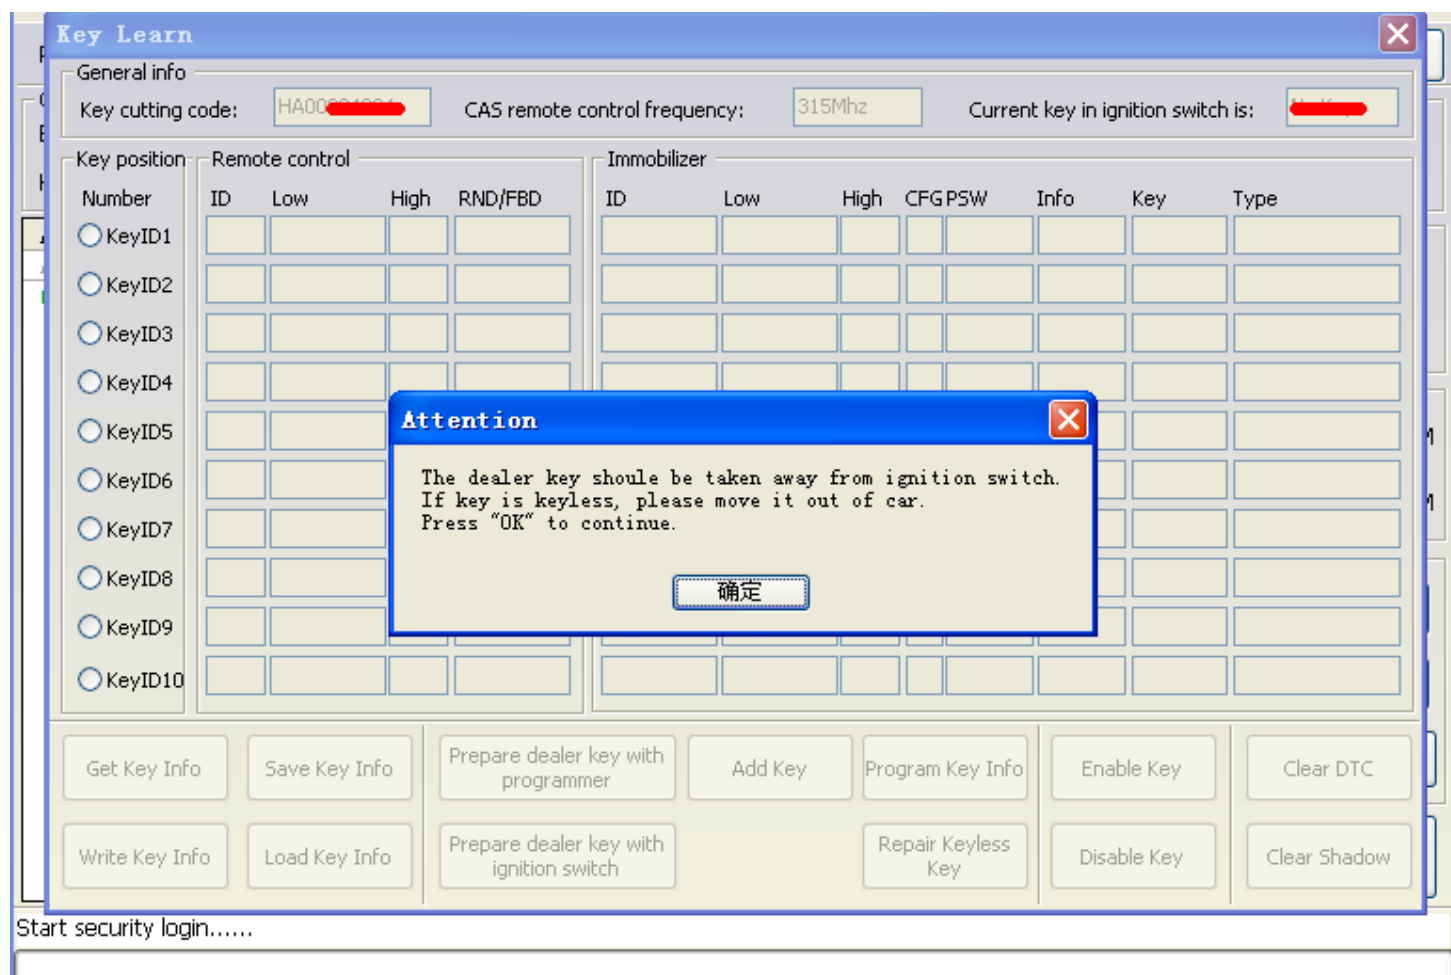 Key Learn
General info
Key cutting code:
CAS remote control frequency: 315Mhz
Current key in ignition switch is:
Key position
Remote control
Immobilizer
Number ID Low High RND/FBD ID Low High CFG PSW Info Key Type
KeyID1
KeyID2
KeyID3
KeyID4
KeyID5
KeyID6
KeyID7
KeyID8
KeyID9
KeyID10
Attention
The dealer key shoule be taken away from ignition switch.
If key is keyless, please move it out of car.
Press "OK" to continue.
确定
Get Key Info
Save Key Info
Prepare dealer key with
programmer
Add Key
Program Key Info
Enable Key
Clear DTC
Write Key Info
Load Key Info
Prepare dealer key with
ignition switch
Repair Keyless
Key
Disable Key
Clear Shadow
Start security login......